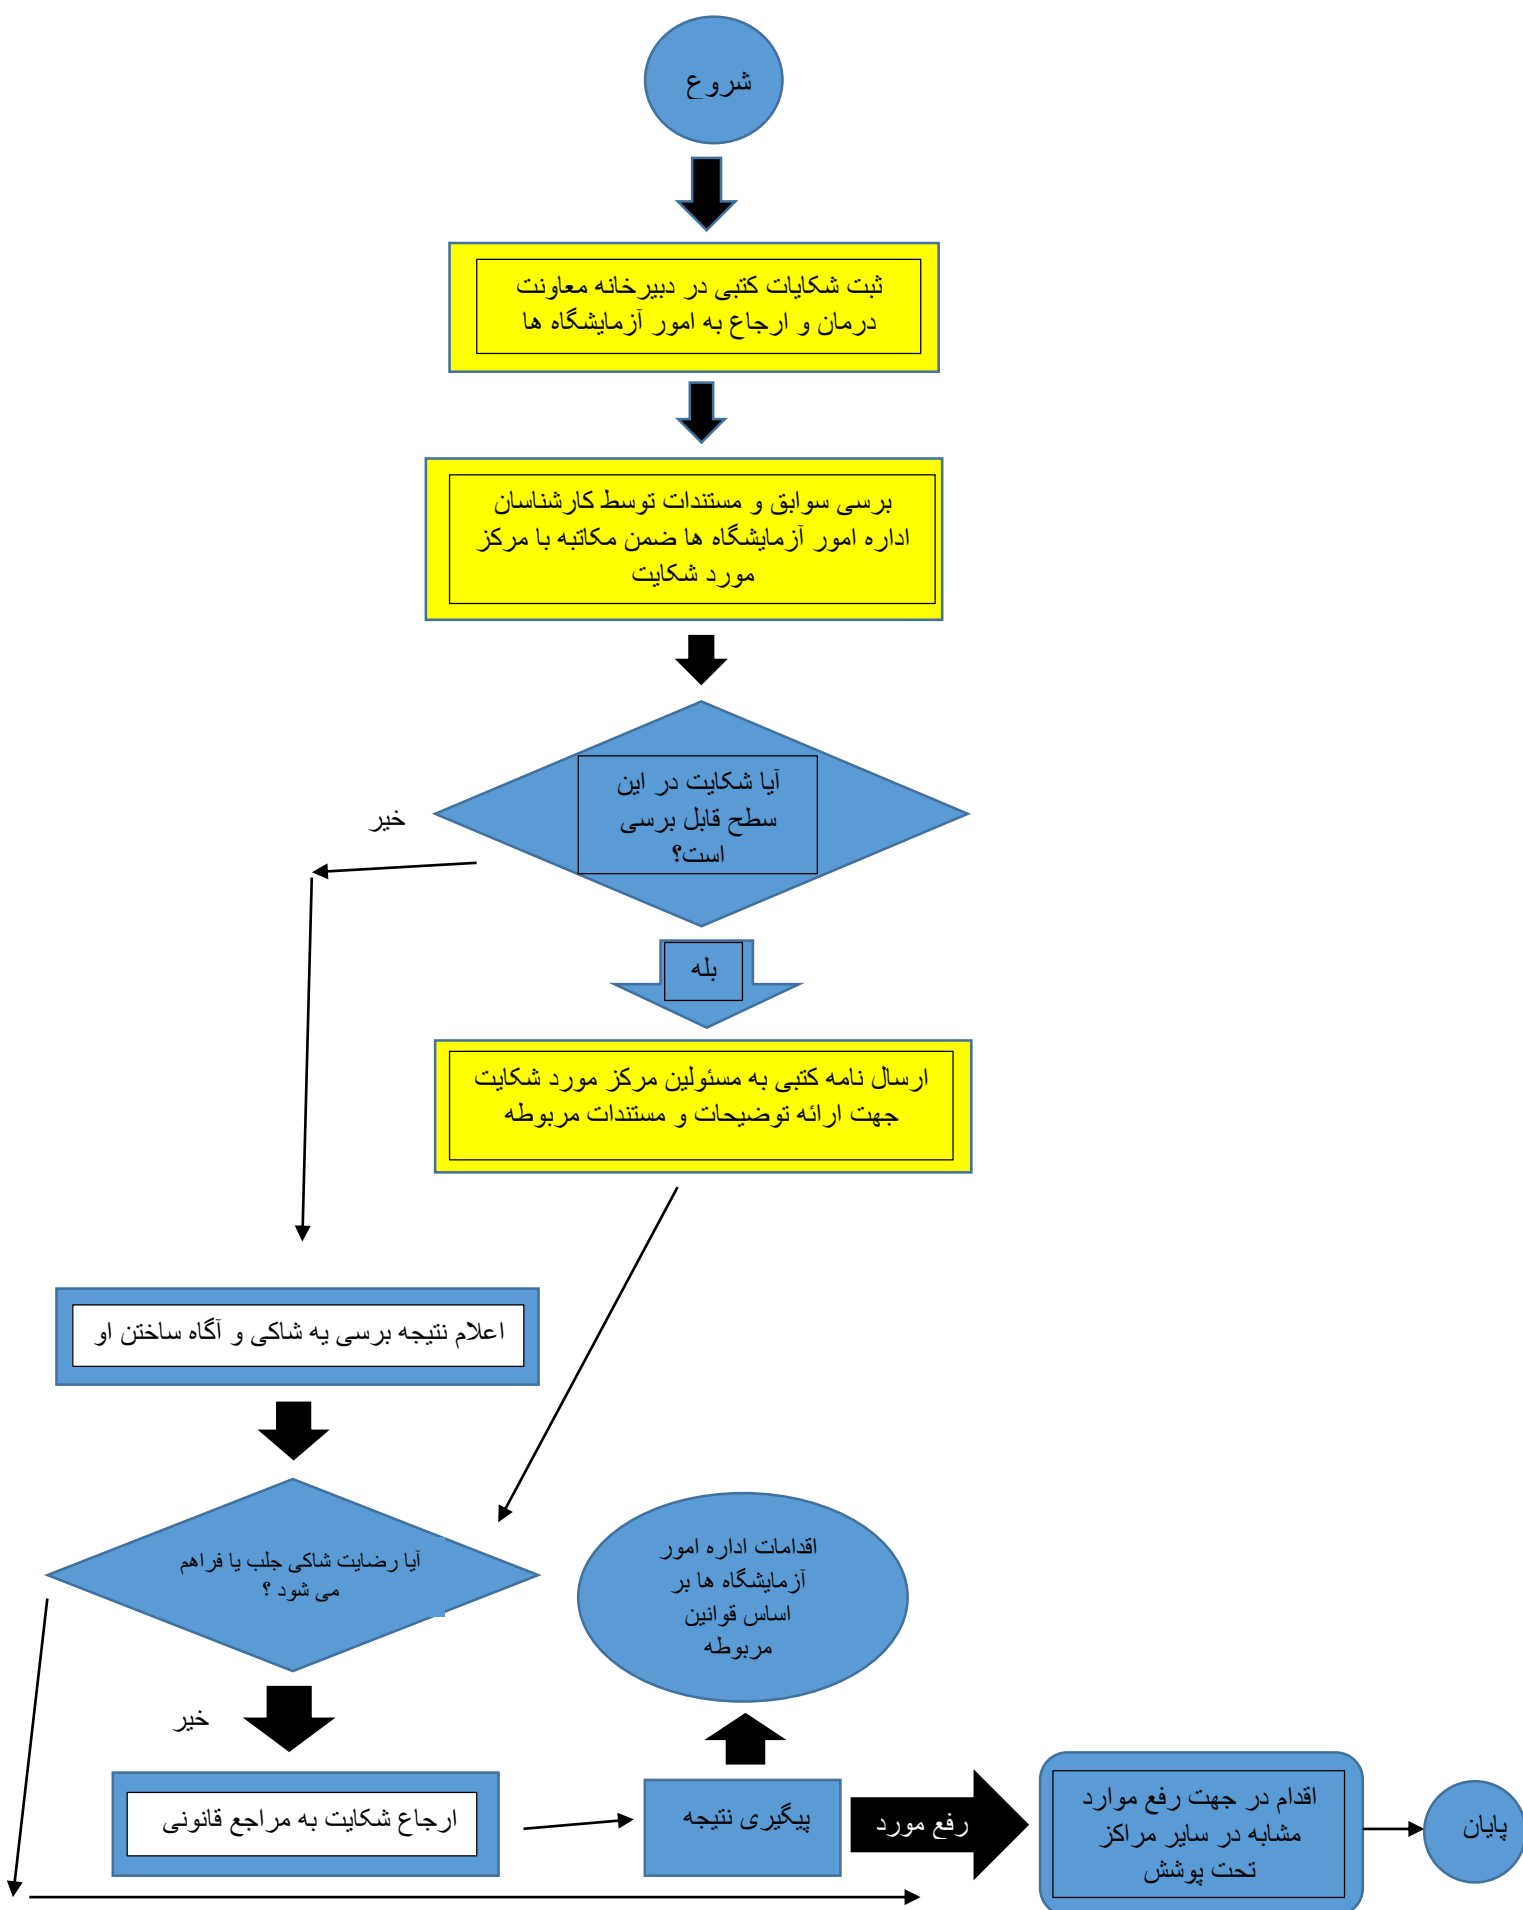 شروع
ثبت شکایات کتبی در دبیرخانه معاونت
درمان و ارجاع به امور آزمایشگاه ها
برسی سوابق و مستندات توسط کارشناسان
اداره امور آزمایشگاه ها ضمن مکاتبه با مرکز
مورد شکایت
آیا شکایت در این
سطح قابل برسی
است؟
خیر
بله
ارسال نامه کتبی به مسئولین مرکز مورد شکایت
جهت ارائه توضیحات و مستندات مربوطه
اعلام نتیجه برسی یه شاکی و آگاه ساختن او
آیا رضایت شاکی جلب یا فراهم
می شود ؟
اقدامات اداره امور
آزمایشگاه ها بر
اساس قوانین
مربوطه
خیر
ارجاع شکایت به مراجع قانونی
پیگیری نتیجه
رفع مورد
اقدام در جهت رفع موارد
مشابه در سایر مراکز
تحت پوشش
پایان